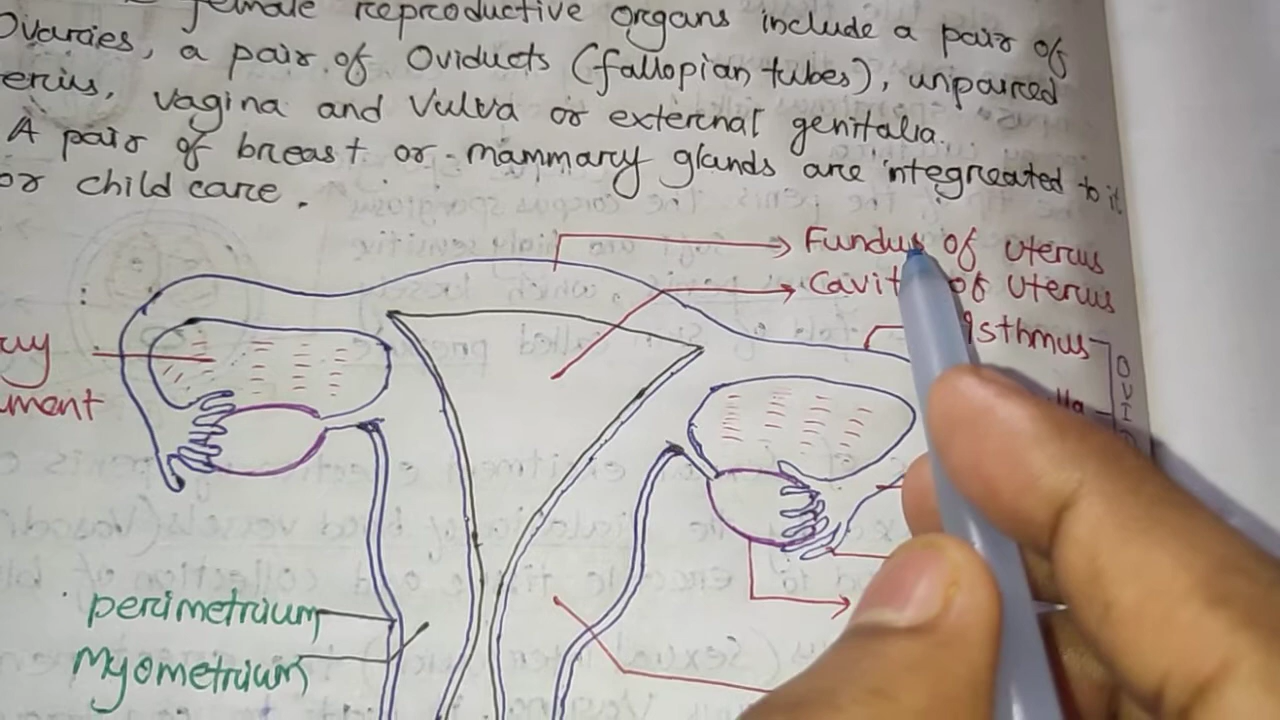 female reproductive organs include a pair of
Ovaries, a pair of Oviducts (fallopian tubes), unpaired
vagina and vulva or external genitalia.
A pair of breast or mammary glands are integreated to it
or child care.
Fundus of uterus
Cavit of uterus
Isthmus
perimetrium
Myometrium